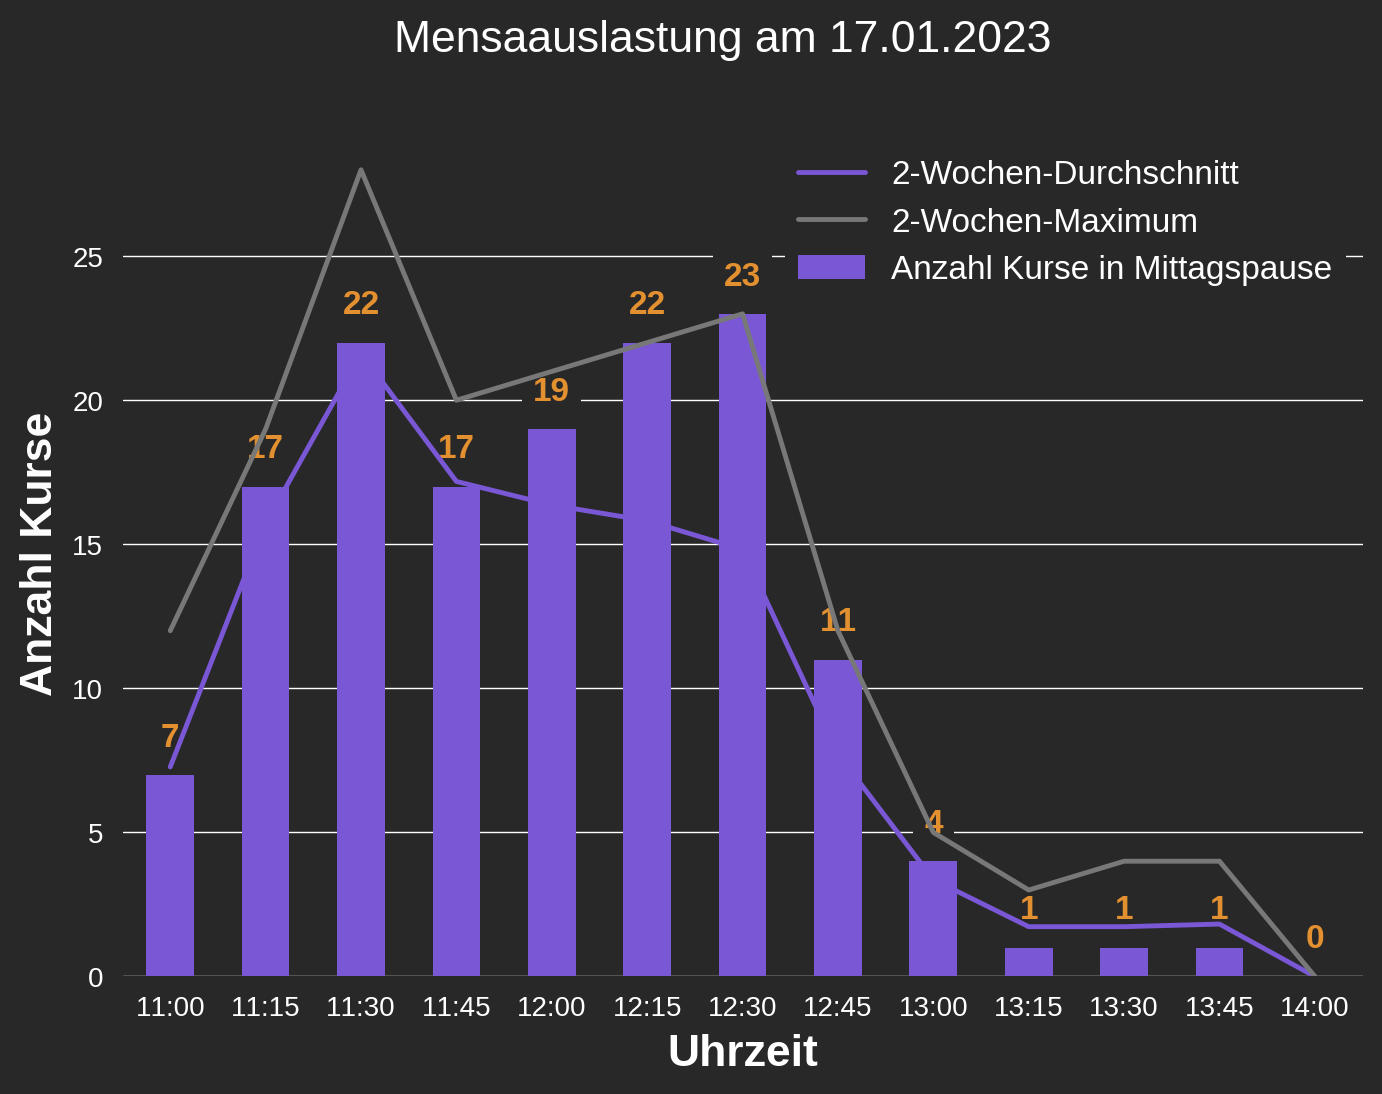 Mensaauslastung am 17.01.2023
2-Wochen-Durchschnitt
2-Wochen-Maximum
Anzahl Kurse in Mittagspause
Anzahl Kurse
25
20
15
10
5
0
7
17
22
17
19
22
23
11
4
1
1
1
0
11:00 11:15 11:30 11:45 12:00 12:15 12:30 12:45 13:00 13:15 13:30 13:45 14:00
Uhrzeit